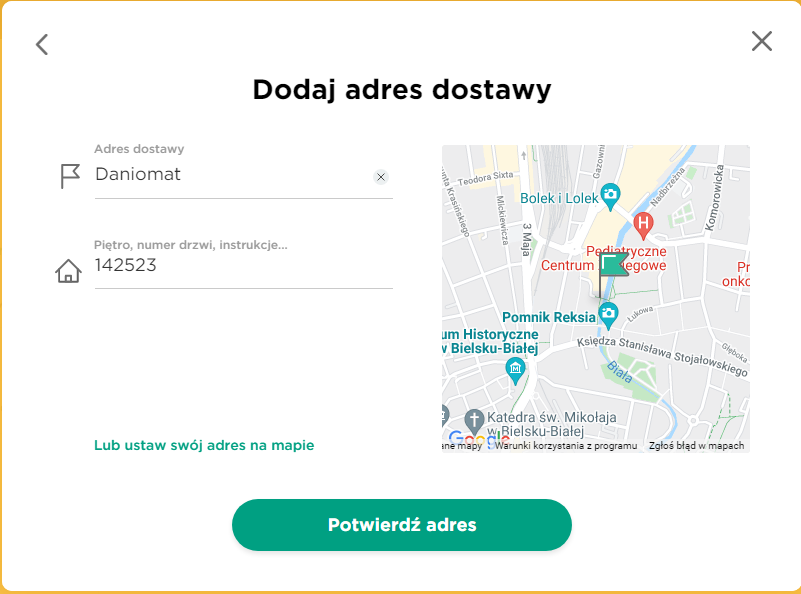 Dodaj adres dostawy
Adres dostawy
Daniomat
Piętro, numer drzwi, instrukcje...
142523
Lub ustaw swój adres na mapie
Teodora Sixta
Gazowni
Nadbrzeżna
Komorowicka
Bolek i Lolek
Mickiewicza
3 Maja
H
Pediatryczne
Centrum
egowe
Pr
onko
Pomnik Reksia
Łukowa
um Historyczne
w Bielsku-Białej
Księdza Stanisława Stojałowskiego
Głęboka
Biała
Katedra św. Mikołaja
w Bielsku-Białej
Google
ane mapy
Warunki korzystania z programu
Zgłoś błąd w mapach
Potwierdź adres